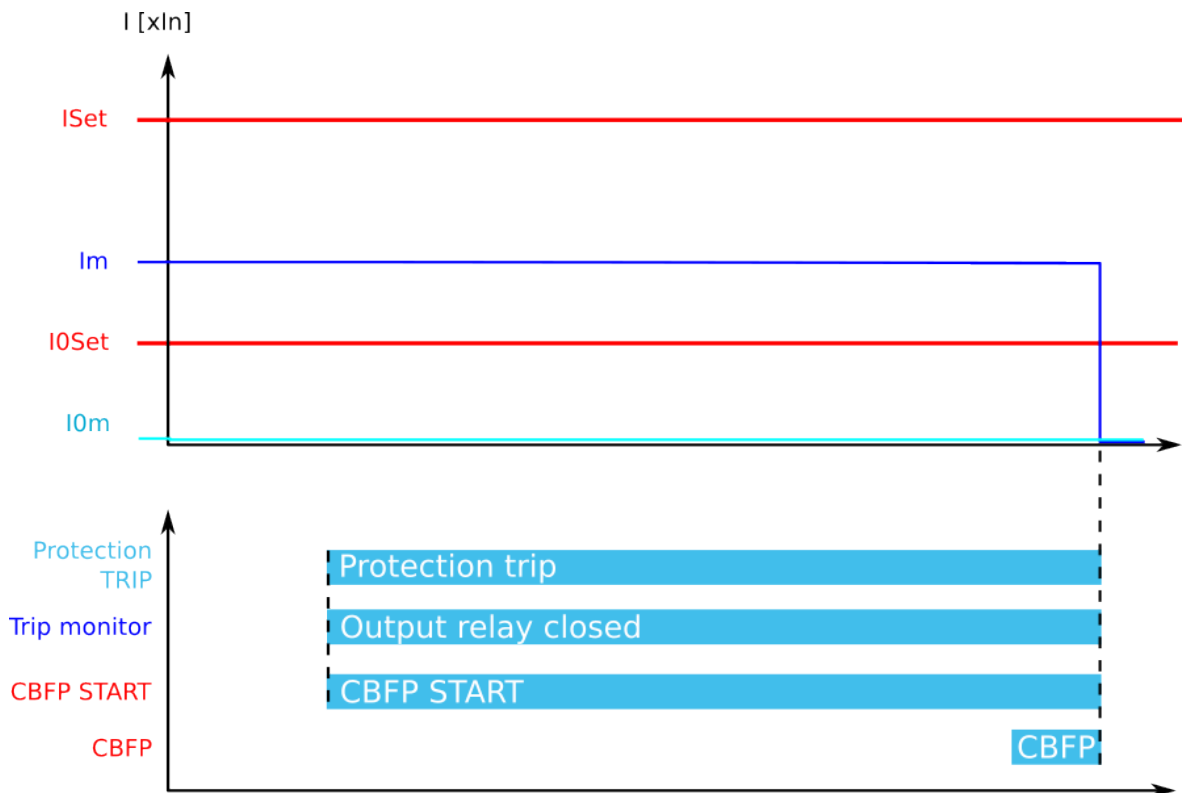 I [xIn]
ISet
Im
I0Set
I0m
Protection
TRIP
Protection trip
Trip monitor
Output relay closed
CBFP START
CBFP START
CBFP
CBFP